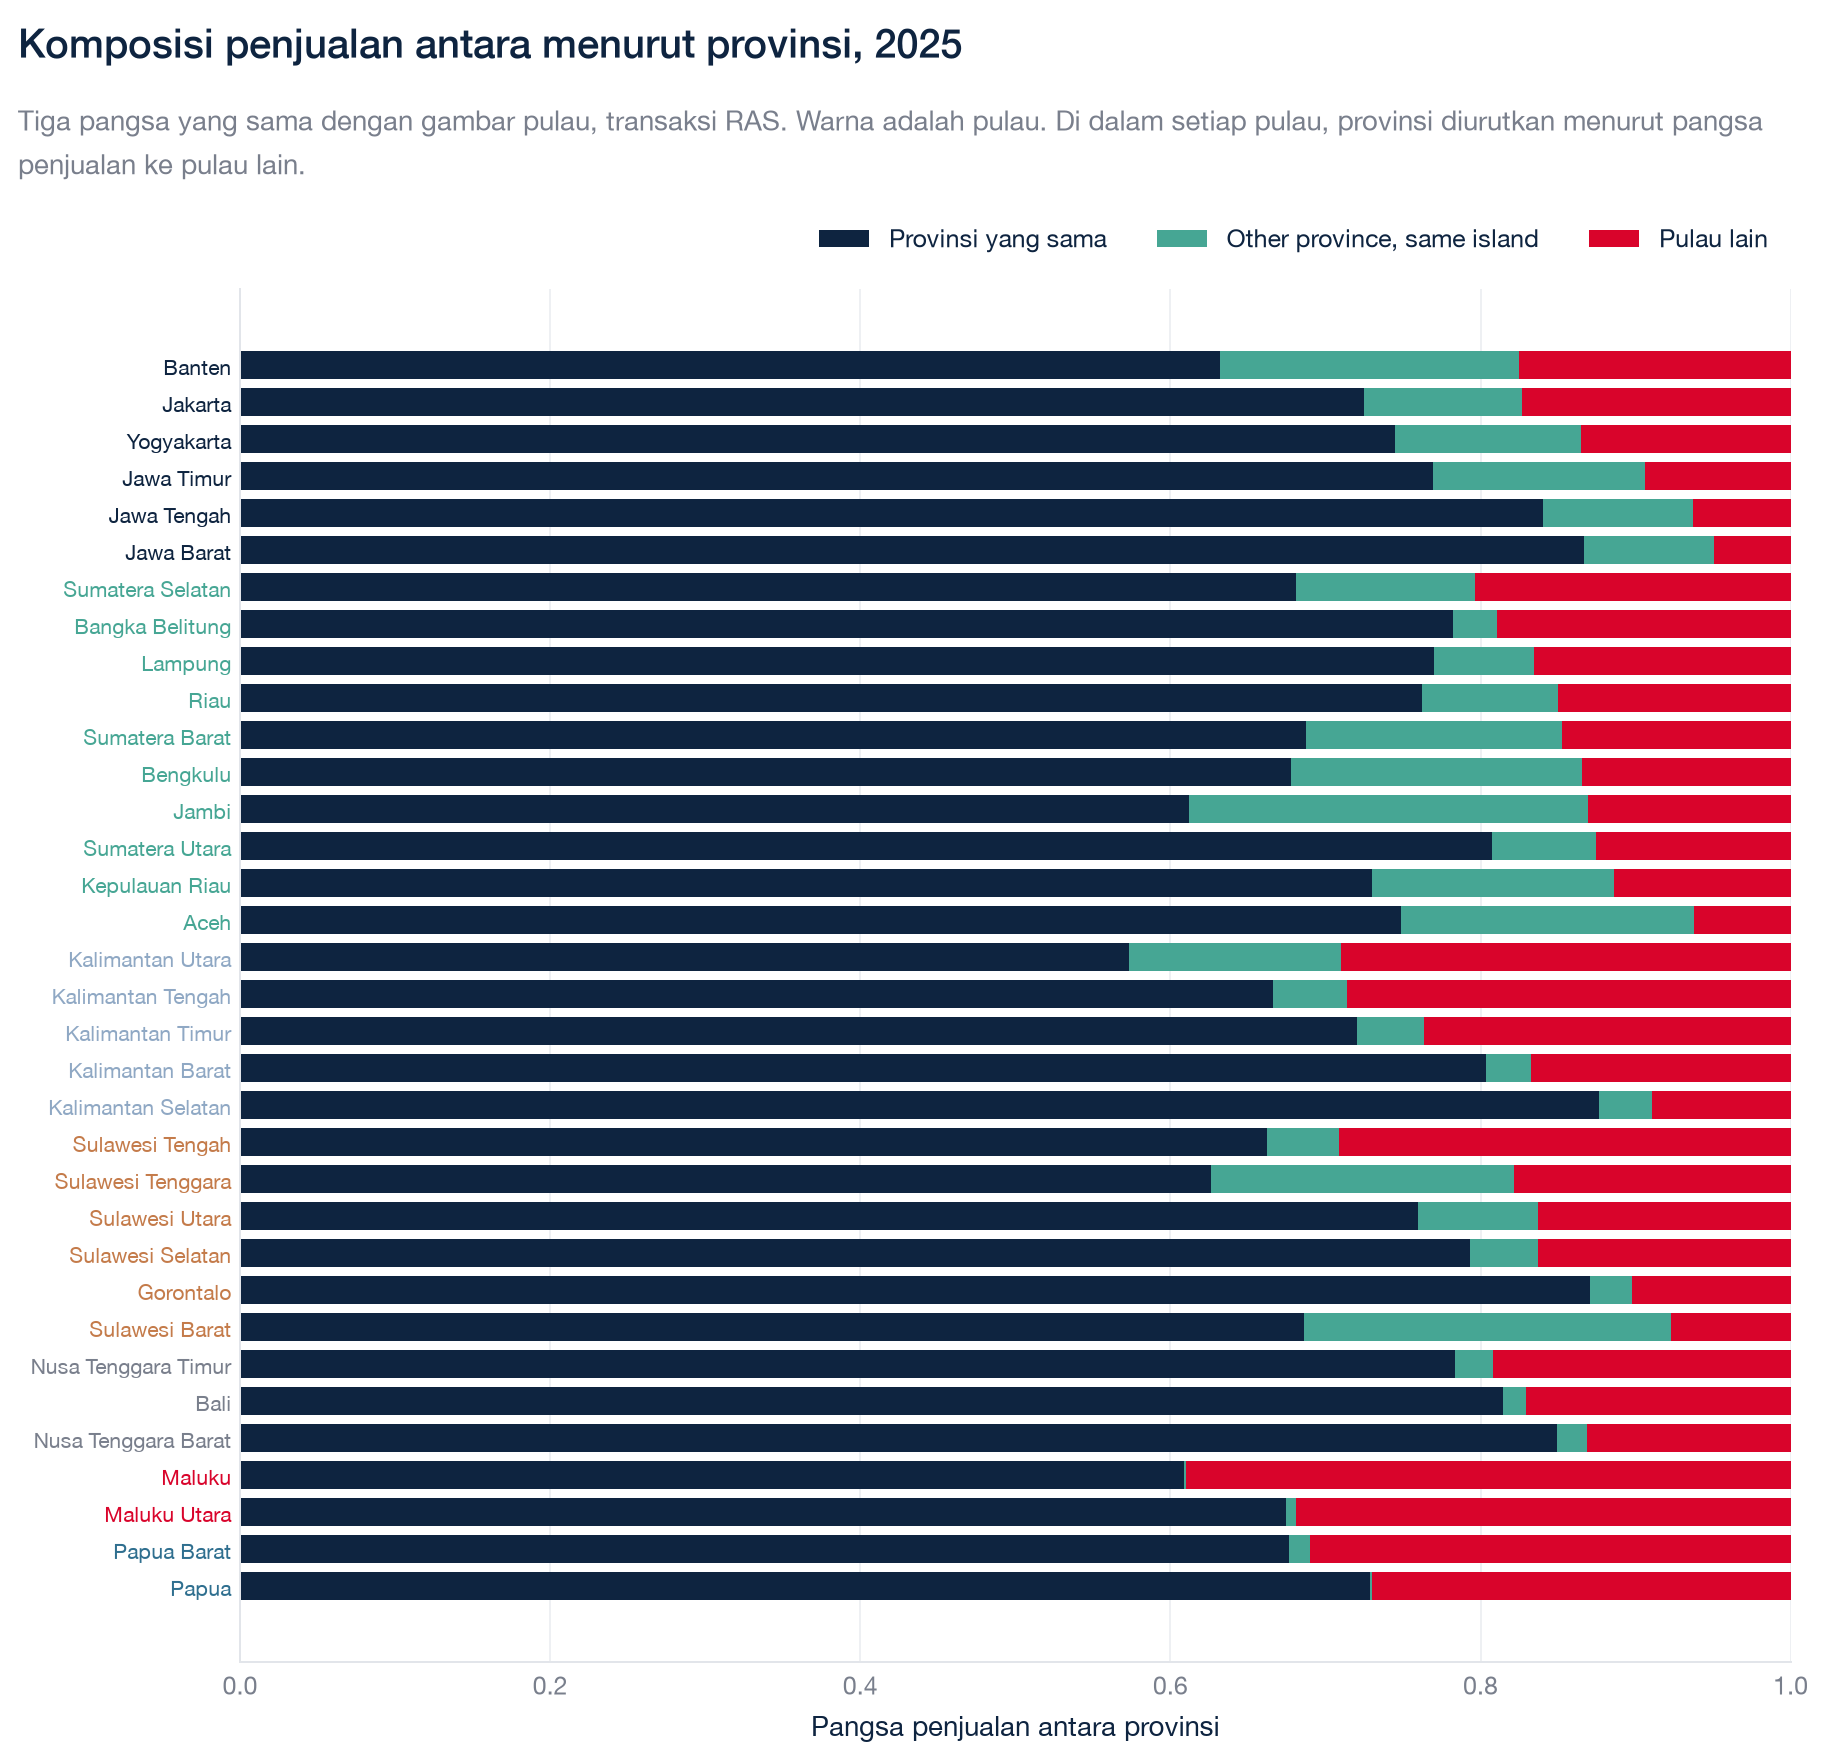 Komposisi penjualan antara menurut provinsi, 2025
Tiga pangsa yang sama dengan gambar pulau, transaksi RAS. Warna adalah pulau. Di dalam setiap pulau, provinsi diurutkan menurut pangsa
penjualan ke pulau lain.
Provinsi yang sama
Other province, same island
Pulau lain
Banten
Jakarta
Yogyakarta
Jawa Timur
Jawa Tengah
Jawa Barat
Sumatera Selatan
Bangka Belitung
Lampung
Riau
Sumatera Barat
Bengkulu
Jambi
Sumatera Utara
Kepulauan Riau
Aceh
Kalimantan Utara
Kalimantan Tengah
Kalimantan Timur
Kalimantan Barat
Kalimantan Selatan
Sulawesi Tengah
Sulawesi Tenggara
Sulawesi Utara
Sulawesi Selatan
Gorontalo
Sulawesi Barat
Nusa Tenggara Timur
Bali
Nusa Tenggara Barat
Maluku
Maluku Utara
Papua Barat
Papua
0.0 0.2 0.4 0.6 0.8 1.0
Pangsa penjualan antara provinsi